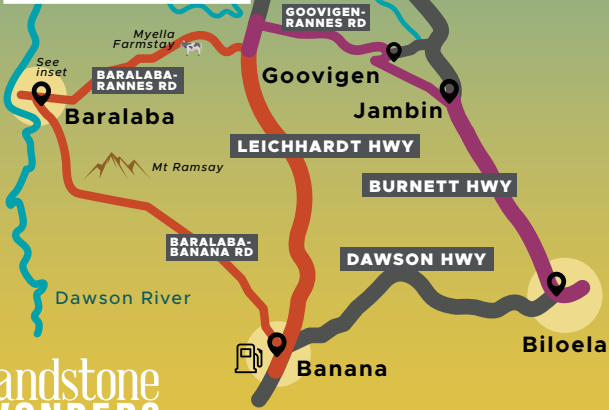 GOOVIGEN-
RANNES RD
Myella
Farmstay
See
inset
BARALABA-
RANNES RD
Goovigen
Baralaba
Jambin
LEICHHARDT HWY
Mt Ramsay
BURNETT HWY
BARALABA-
BANANA RD
DAWSON HWY
Dawson River
Biloela
Banana